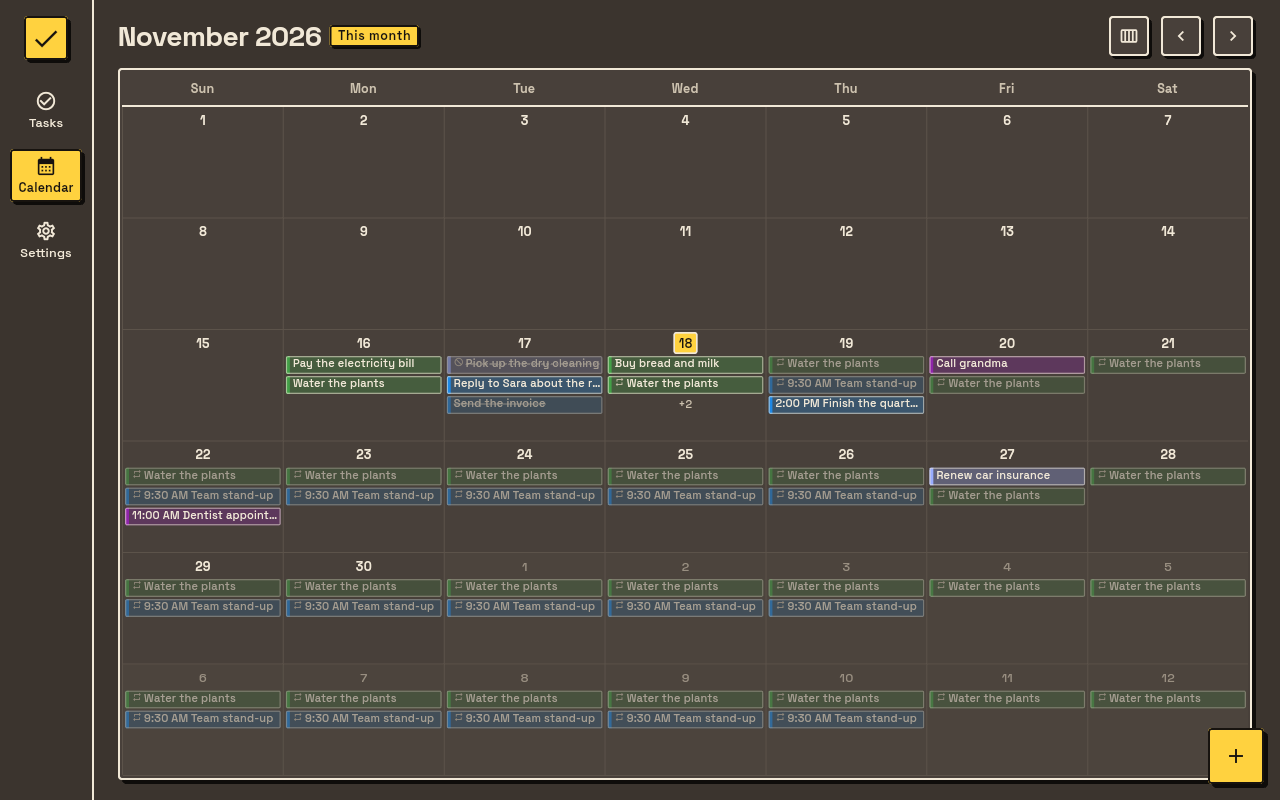 November 2026 This month
Tasks
Calendar
Settings
Sun Mon Tue Wed Thu Fri Sat
1 2 3 4 5 6 7
8 9 10 11 12 13 14
15 16 17 18 19 20 21
Pay the electricity bill Pick up the dry cleaning Buy bread and milk Water the plants Call grandma Water the plants
Water the plants Reply to Sara about the r… Water the plants 9:30 AM Team stand-up Water the plants
Send the invoice +2 2:00 PM Finish the quart…
22 23 24 25 26 27 28
Water the plants Water the plants Water the plants Water the plants Water the plants Renew car insurance Water the plants
9:30 AM Team stand-up 9:30 AM Team stand-up 9:30 AM Team stand-up 9:30 AM Team stand-up 9:30 AM Team stand-up Water the plants
11:00 AM Dentist appoint…
29 30 1 2 3 4 5
Water the plants Water the plants Water the plants Water the plants Water the plants Water the plants Water the plants
9:30 AM Team stand-up 9:30 AM Team stand-up 9:30 AM Team stand-up 9:30 AM Team stand-up 9:30 AM Team stand-up
6 7 8 9 10 11 12
Water the plants Water the plants Water the plants Water the plants Water the plants Water the plants Water the plants
9:30 AM Team stand-up 9:30 AM Team stand-up 9:30 AM Team stand-up 9:30 AM Team stand-up 9:30 AM Team stand-up